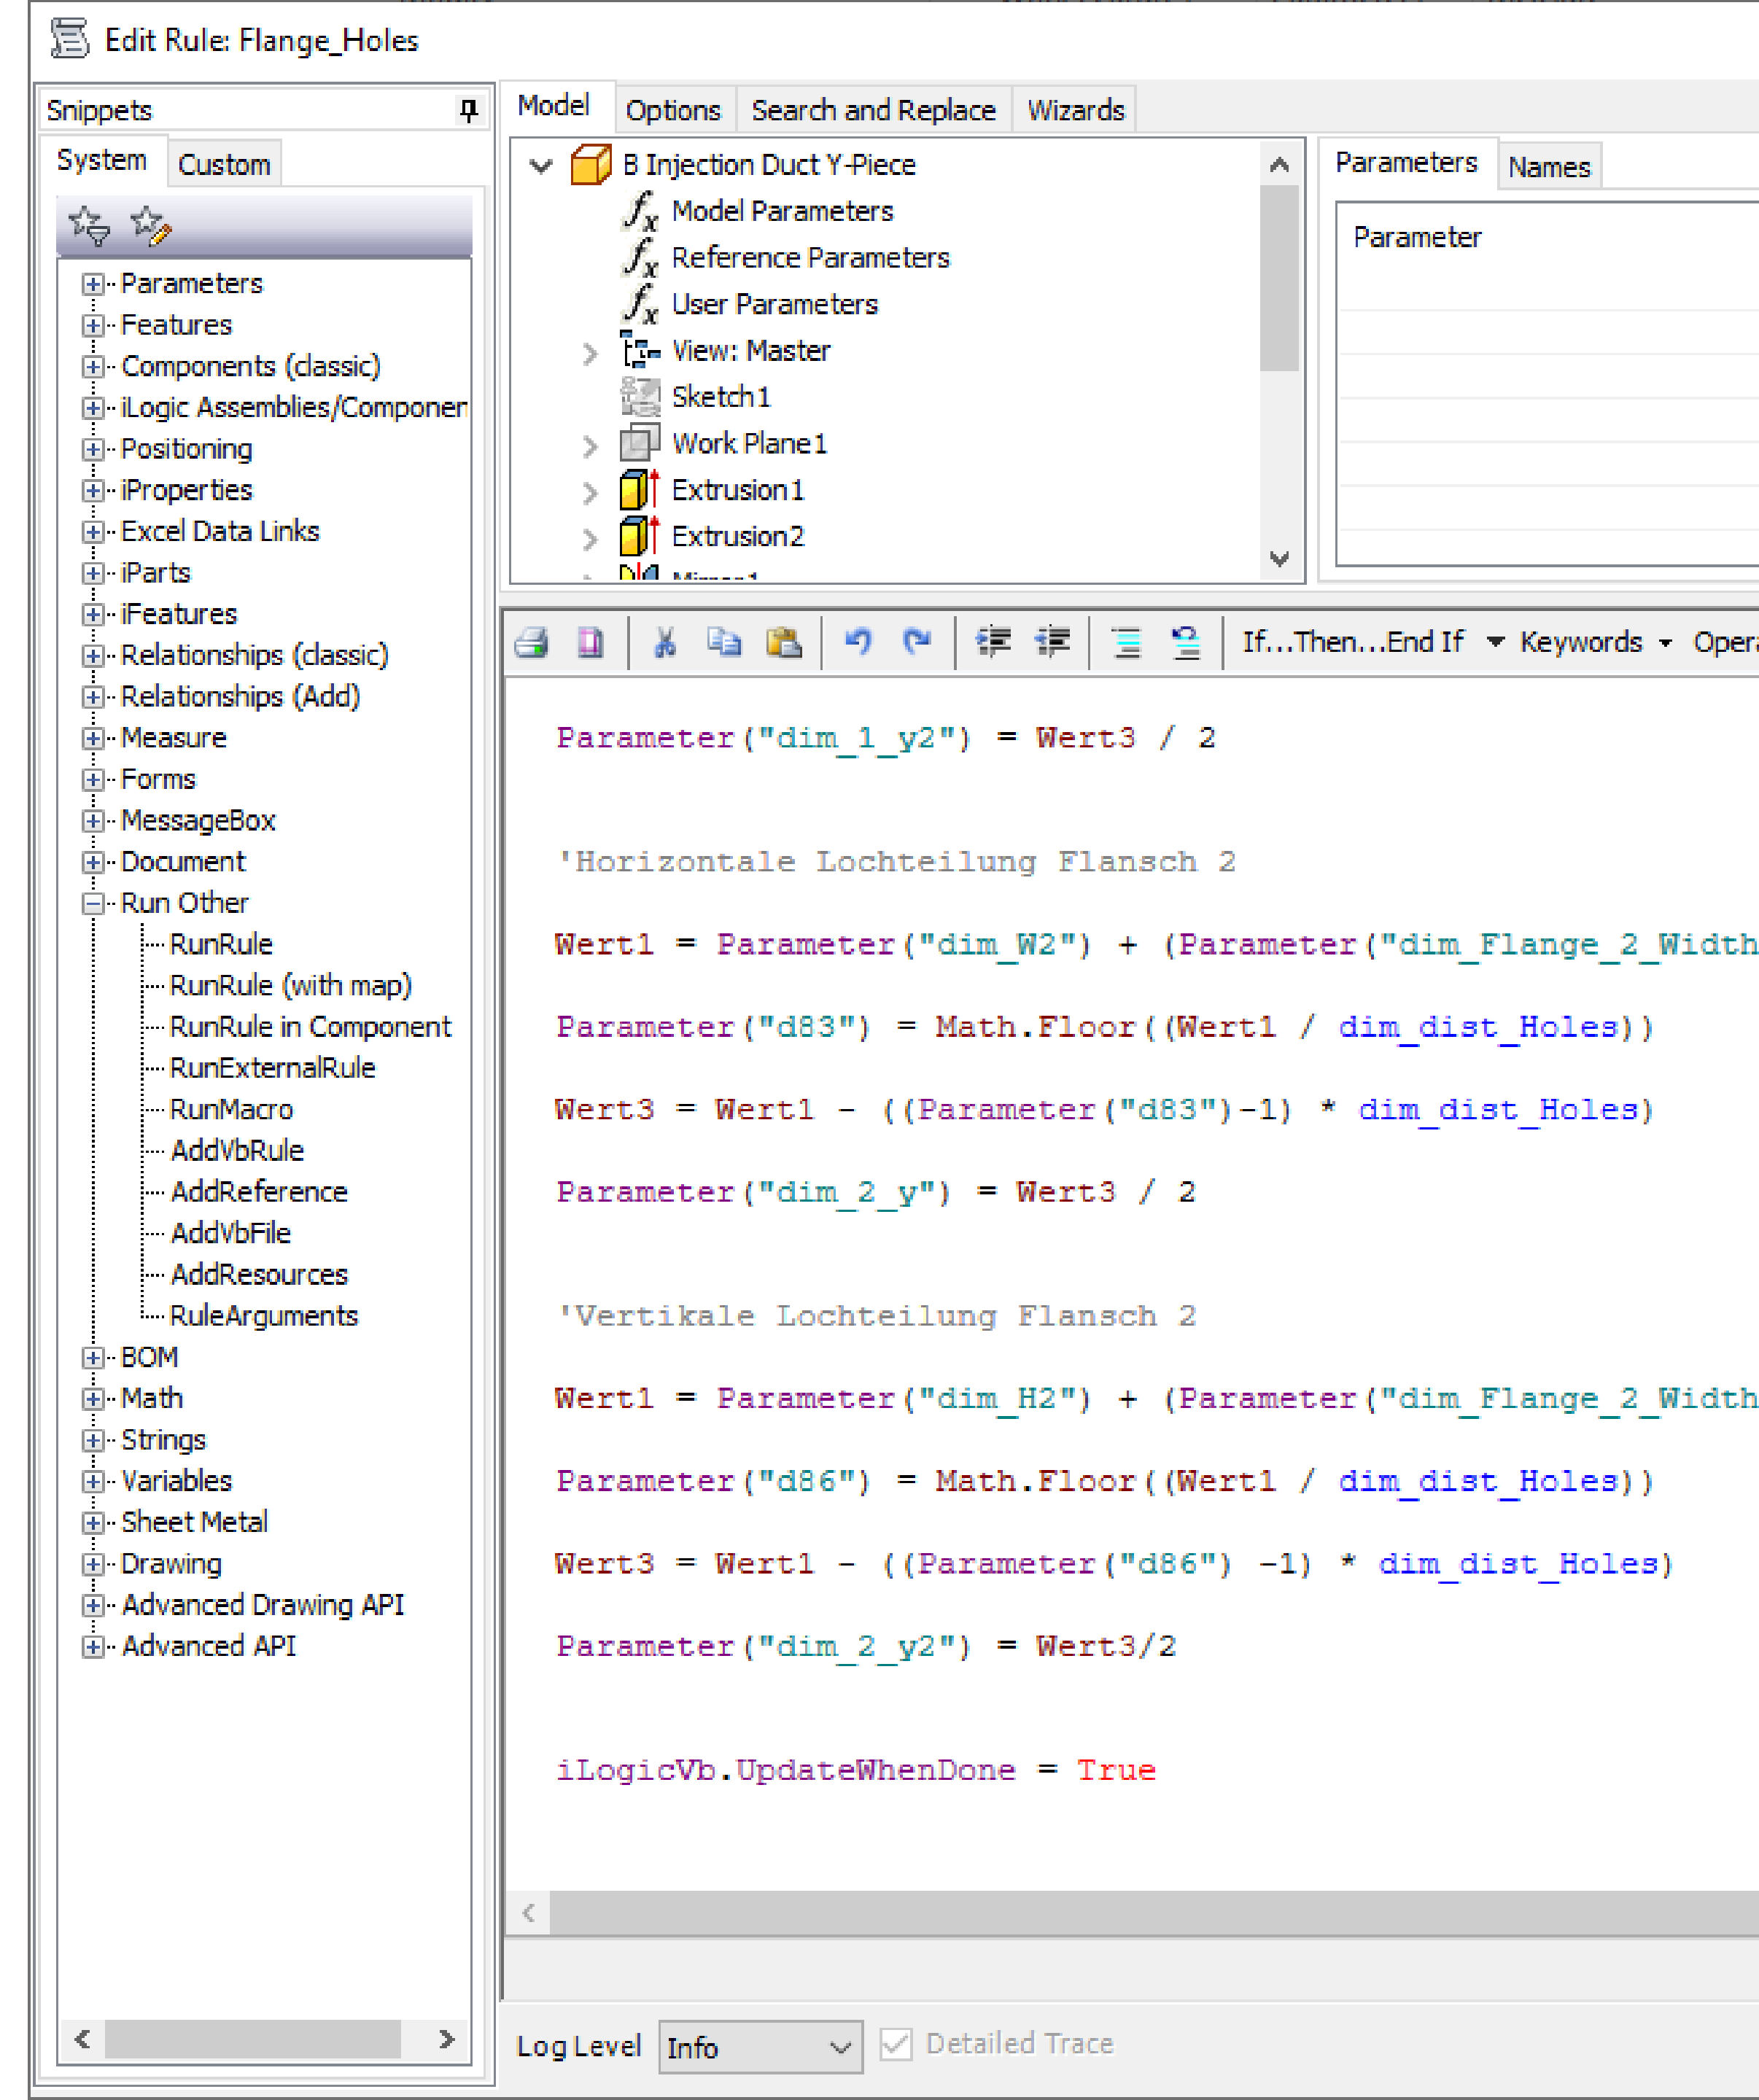 Edit Rule: Flange_Holes
Snippets
System Custom
Parameters
Features
Components (classic)
iLogic Assemblies/Componen
Positioning
iProperties
Excel Data Links
iParts
iFeatures
Relationships (classic)
Relationships (Add)
Measure
Forms
MessageBox
Document
Run Other
RunRule
RunRule (with map)
RunRule in Component
RunExternalRule
RunMacro
AddVbRule
AddReference
AddVbFile
AddResources
RuleArguments
BOM
Math
Strings
Variables
Sheet Metal
Drawing
Advanced Drawing API
Advanced API
Model Options Search and Replace Wizards
B Injection Duct Y-Piece
fx Model Parameters
fx Reference Parameters
fx User Parameters
View: Master
Sketch1
Work Plane1
Extrusion1
Extrusion2
Parameters Names
Parameter
If...Then...End If Keywords Opera
Parameter("dim_1_y2") = Wert3 / 2
'Horizontale Lochteilung Flansch 2
Wert1 = Parameter("dim_W2") + (Parameter("dim_Flange_2_Width
Parameter("d83") = Math.Floor((Wert1 / dim_dist_Holes))
Wert3 = Wert1 - ((Parameter("d83")-1) * dim_dist_Holes)
Parameter("dim_2_y") = Wert3 / 2
'Vertikale Lochteilung Flansch 2
Wert1 = Parameter("dim_H2") + (Parameter("dim_Flange_2_Width
Parameter("d86") = Math.Floor((Wert1 / dim_dist_Holes))
Wert3 = Wert1 - ((Parameter("d86") -1) * dim_dist_Holes)
Parameter("dim_2_y2") = Wert3/2
iLogicVb.UpdateWhenDone = True
Log Level Info Detailed Trace